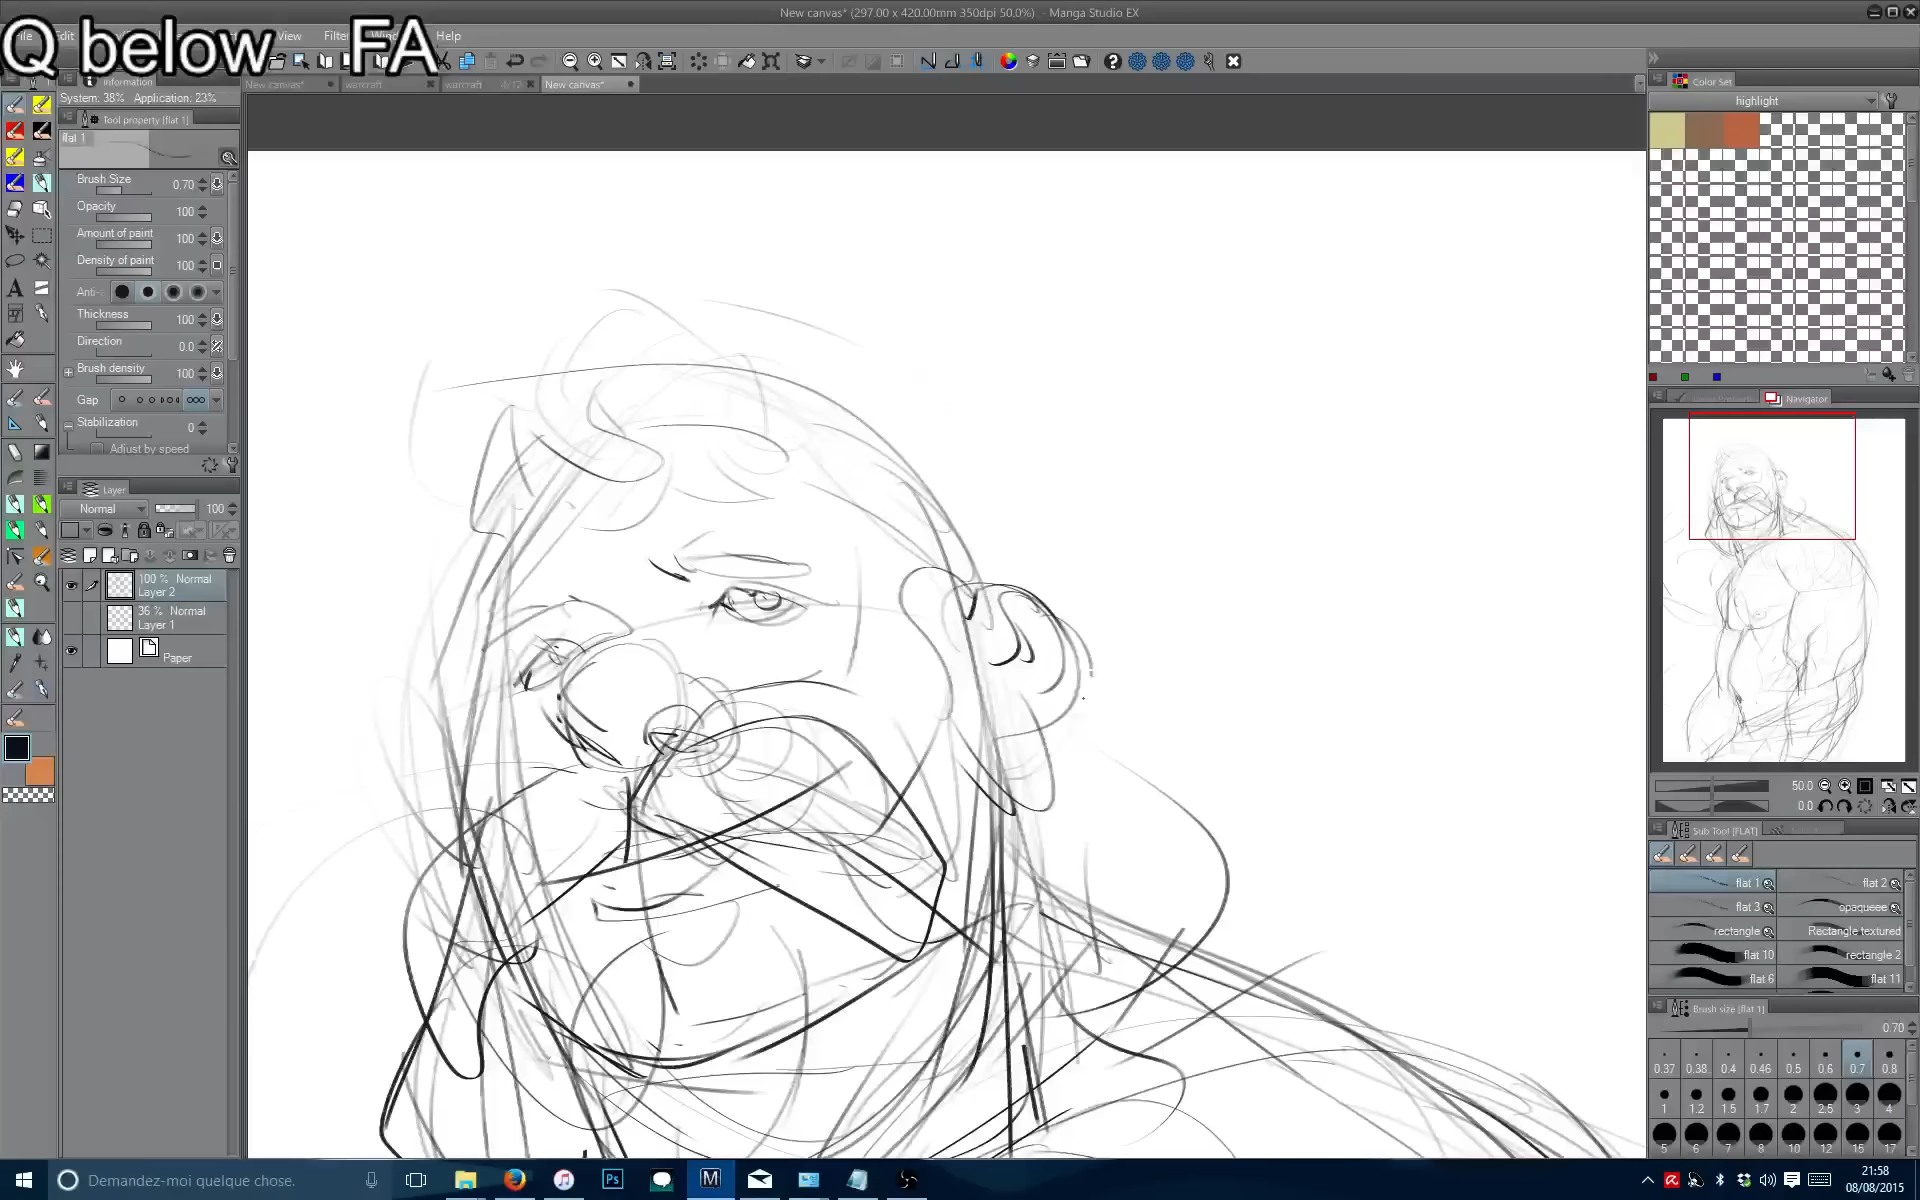 New canvas* (297.00 x 420.00mm 350dpi 50.0%) - Manga Studio EX
Q below FA
View
Help
Information
System: 38% Application: 23%
New canvas*
warcraft
warcraft
New canvas*
Tool property [flat 1]
flat 1
Brush Size
0.70
Opacity
100
Amount of paint
100
Density of paint
100
Anti-
Thickness
100
Direction
0.0
Brush density
100
Gap
Stabilization
0
Adjust by speed
Layer
Normal
100
100 % Normal
Layer 2
36 % Normal
Layer 1
Paper
Color Set
highlight
Navigator
50.0
0.0
Sub Tool [FLAT]
flat 1
flat 2
flat 3
opaqueee
rectangle
Rectangle textured
flat 10
rectangle 2
flat 6
flat 11
Brush size [flat 1]
0.70
0.37 0.38 0.4 0.46 0.5 0.6 0.7 0.8
1 1.2 1.5 1.7 2 2.5 3 4
5 6 7 8 10 12 15 17
Demandez-moi quelque chose.
Ps
M
21:58
08/08/2015